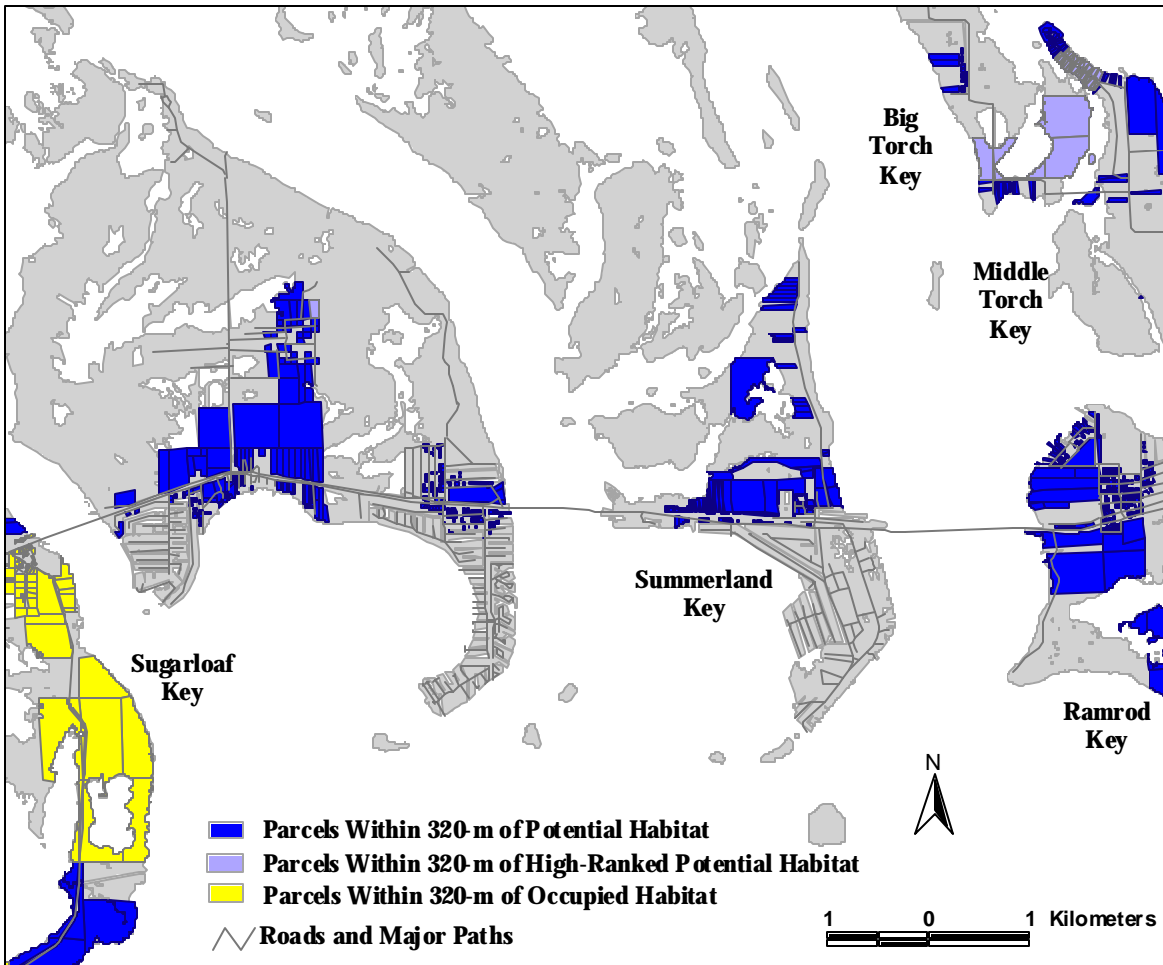 Big
Torch
Key
Middle
Torch
Key
Summerland
Key
Sugarloaf
Key
Ramrod
Key
N
Parcels Within 320-m of Potential Habitat
Parcels Within 320-m of High-Ranked Potential Habitat
Parcels Within 320-m of Occupied Habitat
Roads and Major Paths
1 0 1 Kilometers